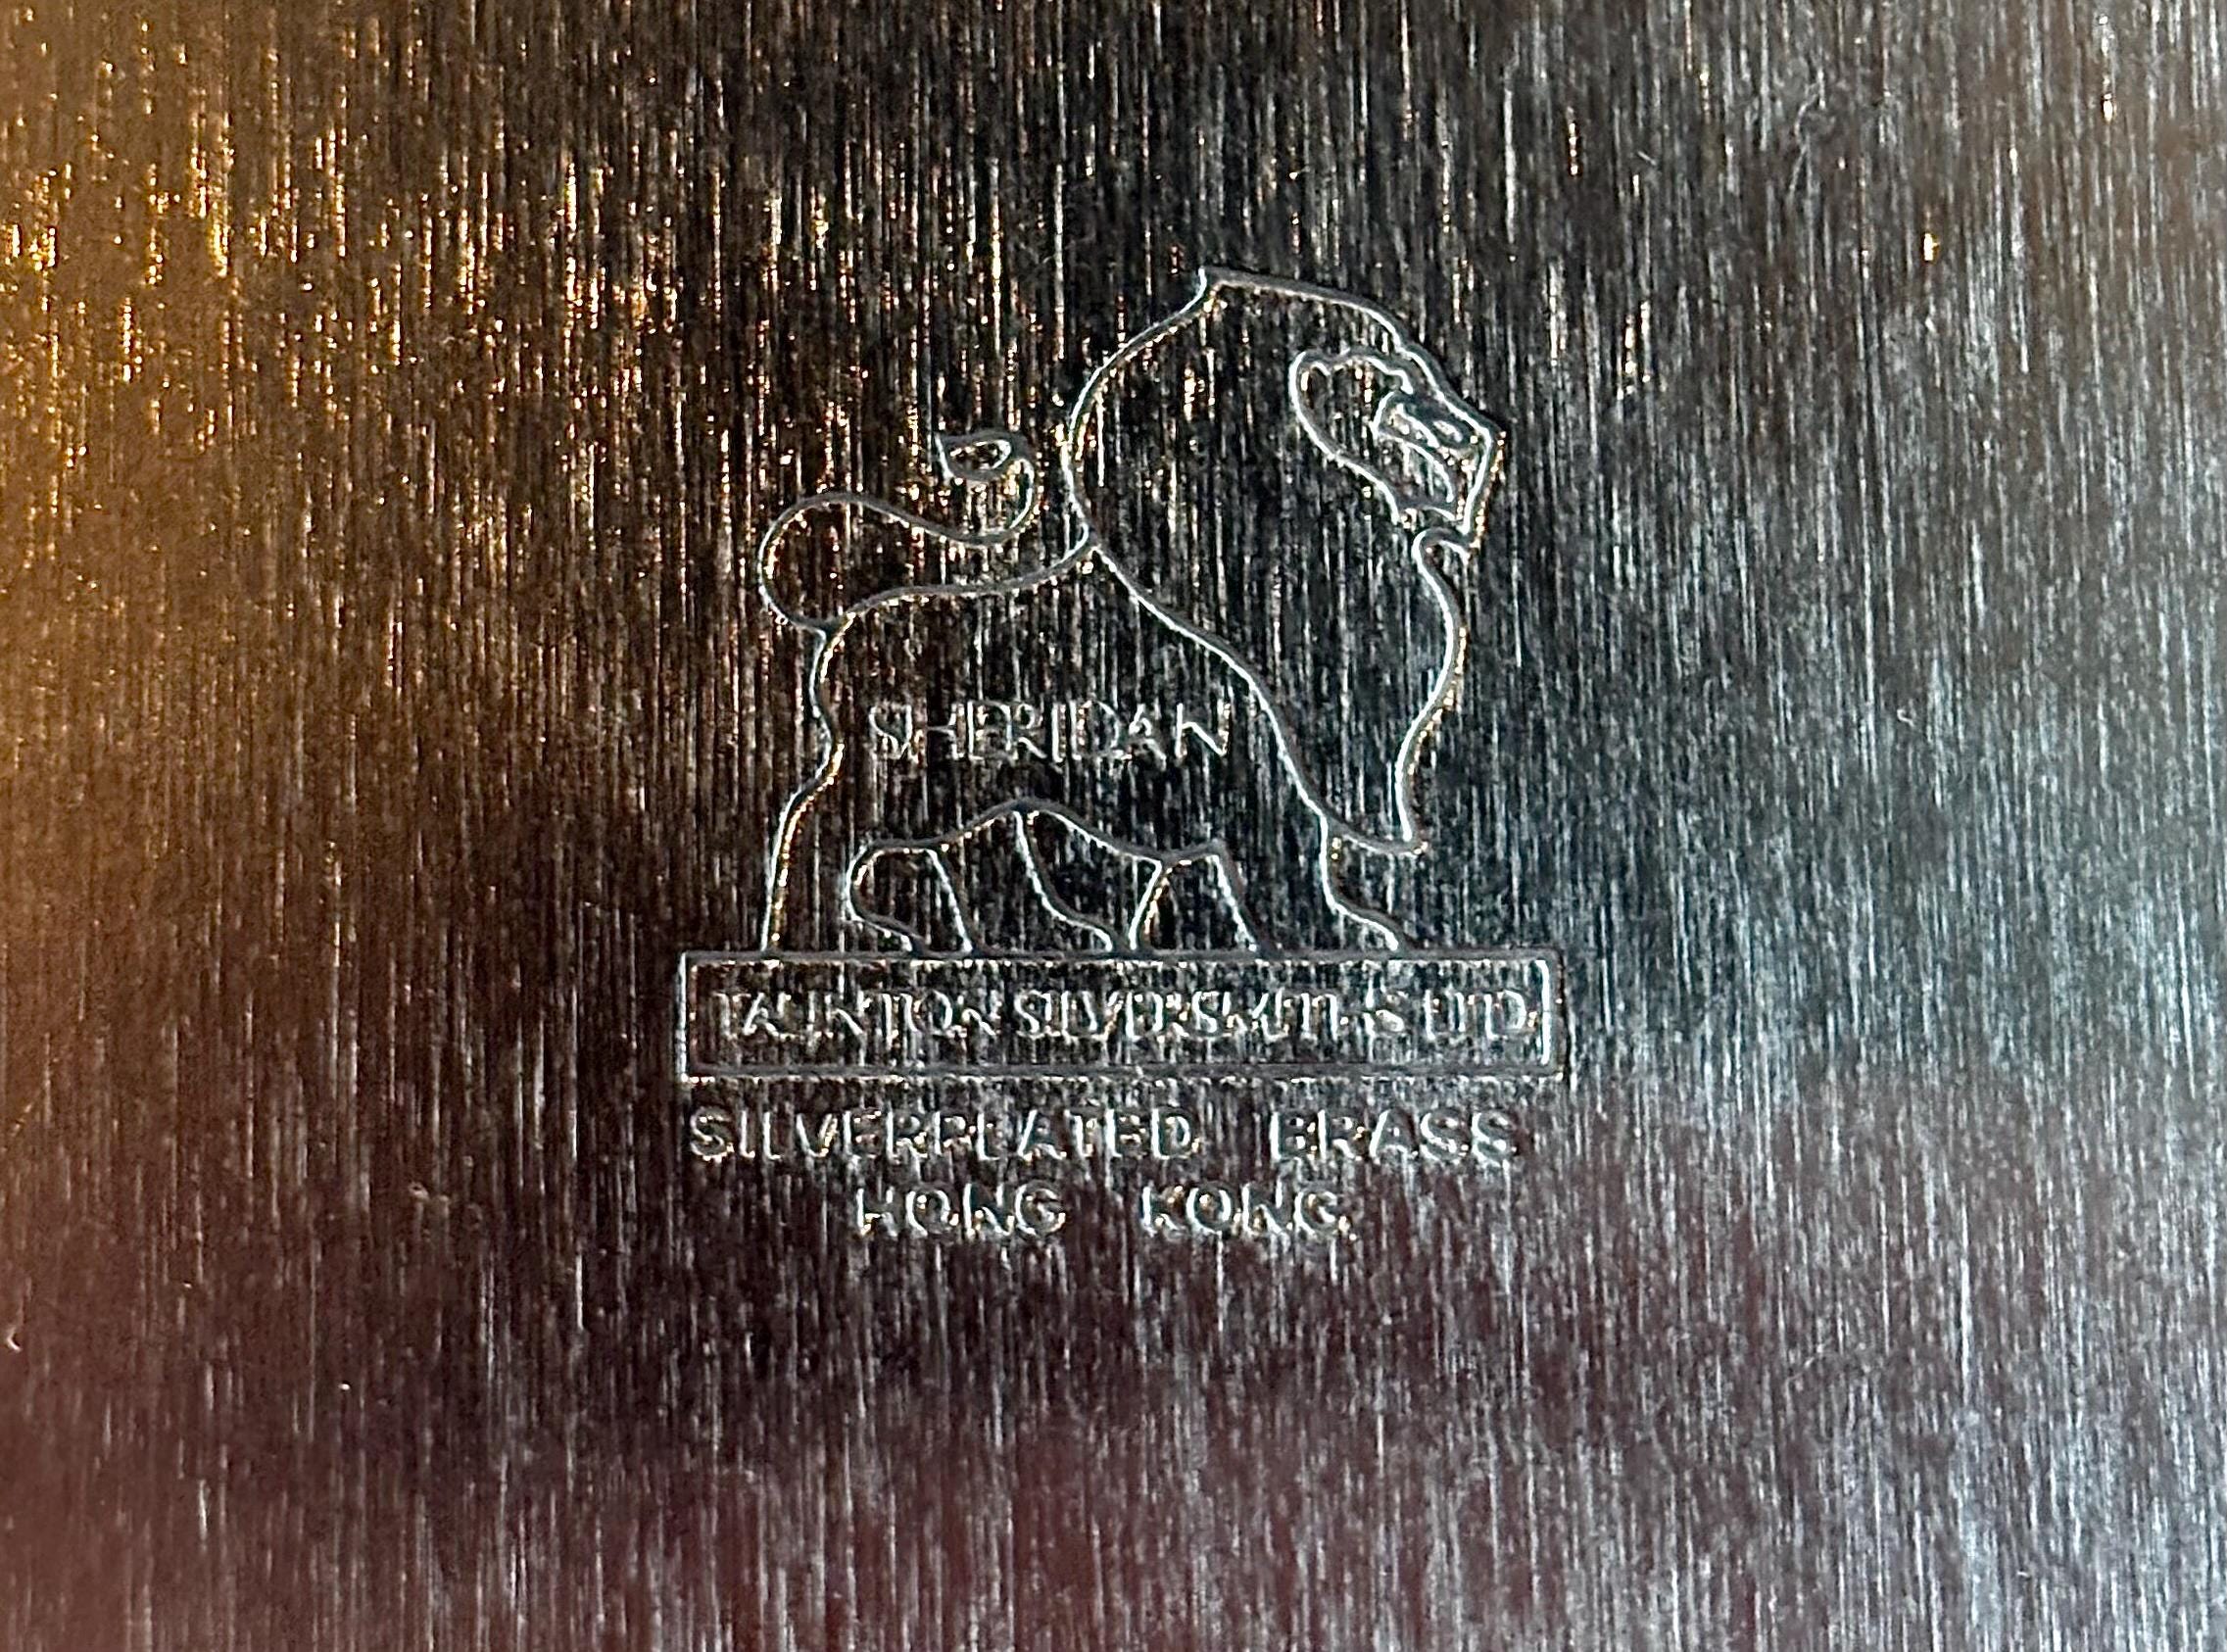 SHERIDAN
TAUNTON SILVERSMITHS LTD
SILVERPLATED BRASS
HONG KONG